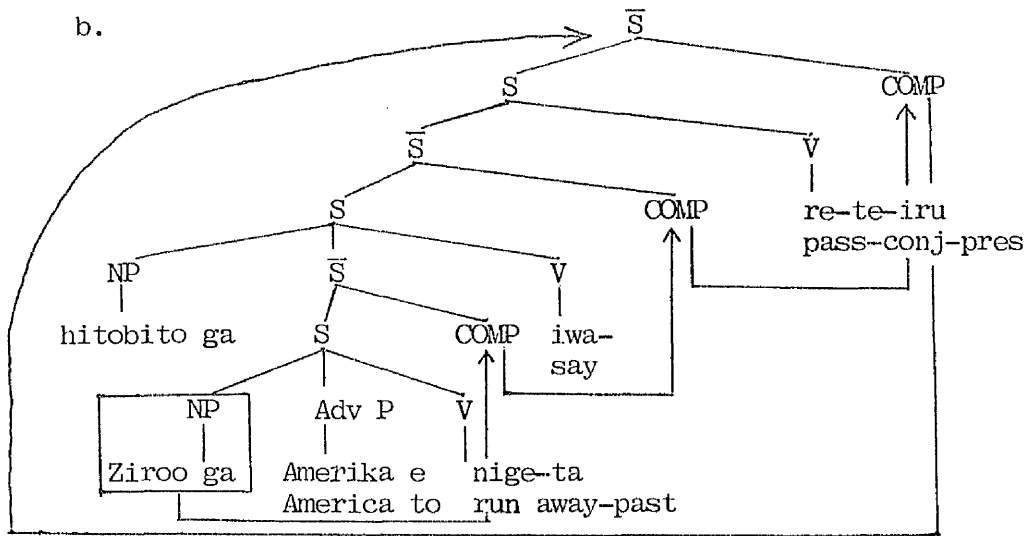 b.
S̄
S COMP
S̄ V
S COMP re-te-iru
pass-conj-pres
NP S̄ V
hitobito ga S COMP iwa-
say
NP Adv P V
Ziroo ga Amerika e nige-ta
America to run away-past